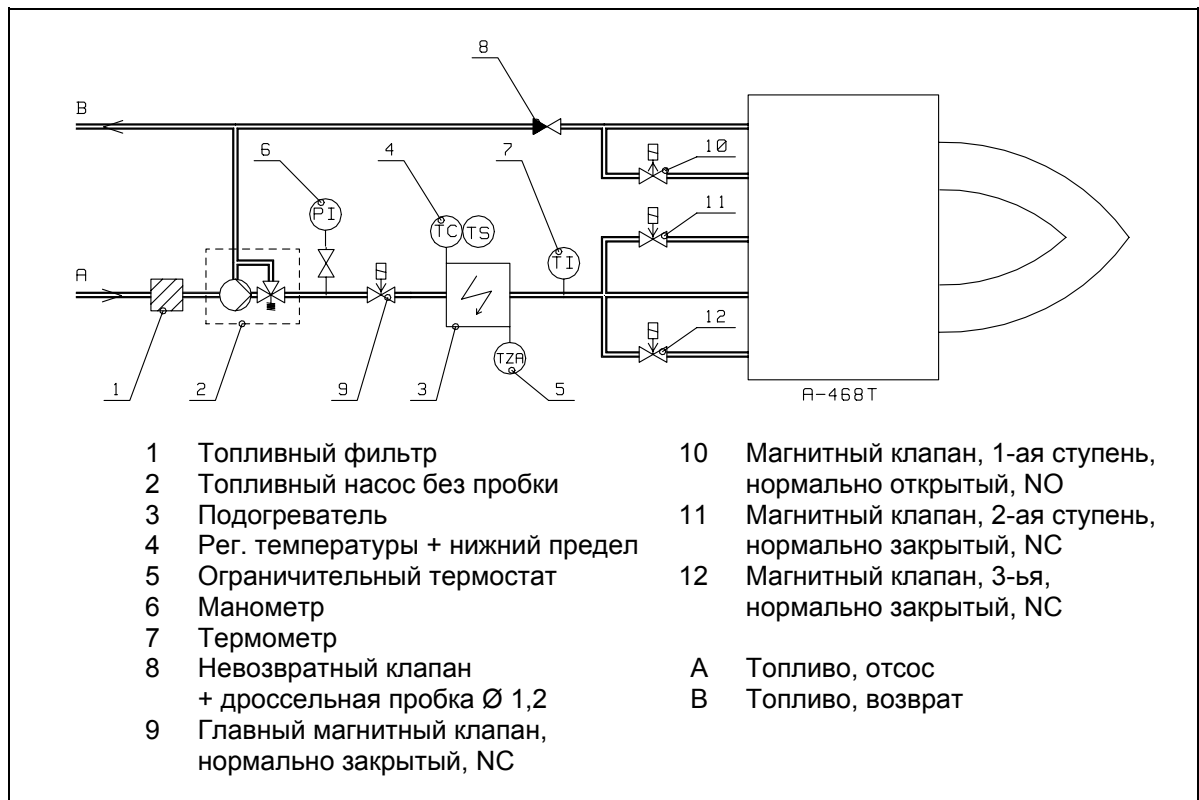 8
B
6
4
7
10
PI
TC
TS
11
A
TI
12
TZA
1
2
9
3
5
A-468T
1 Топливный фильтр
2 Топливный насос без пробки
3 Подогреватель
4 Рег. температуры + нижний предел
5 Ограничительный термостат
6 Манометр
7 Термометр
8 Невозвратный клапан
+ дроссельная пробка Ø 1,2
9 Главный магнитный клапан,
нормально закрытый, NC
10 Магнитный клапан, 1-ая ступень,
нормально открытый, NO
11 Магнитный клапан, 2-ая ступень,
нормально закрытый, NC
12 Магнитный клапан, 3-ья,
нормально закрытый, NC
A Топливо, отсос
B Топливо, возврат